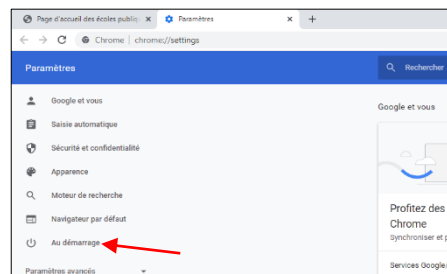 Page d'accueil des écoles publiq
Paramètres
Chrome | chrome://settings
Paramètres
Rechercher
Google et vous
Saisie automatique
Sécurité et confidentialité
Apparence
Moteur de recherche
Navigateur par défaut
Au démarrage
Paramètres avancés
Google et vous
Profitez des
Chrome
Synchroniser et p
Services Google